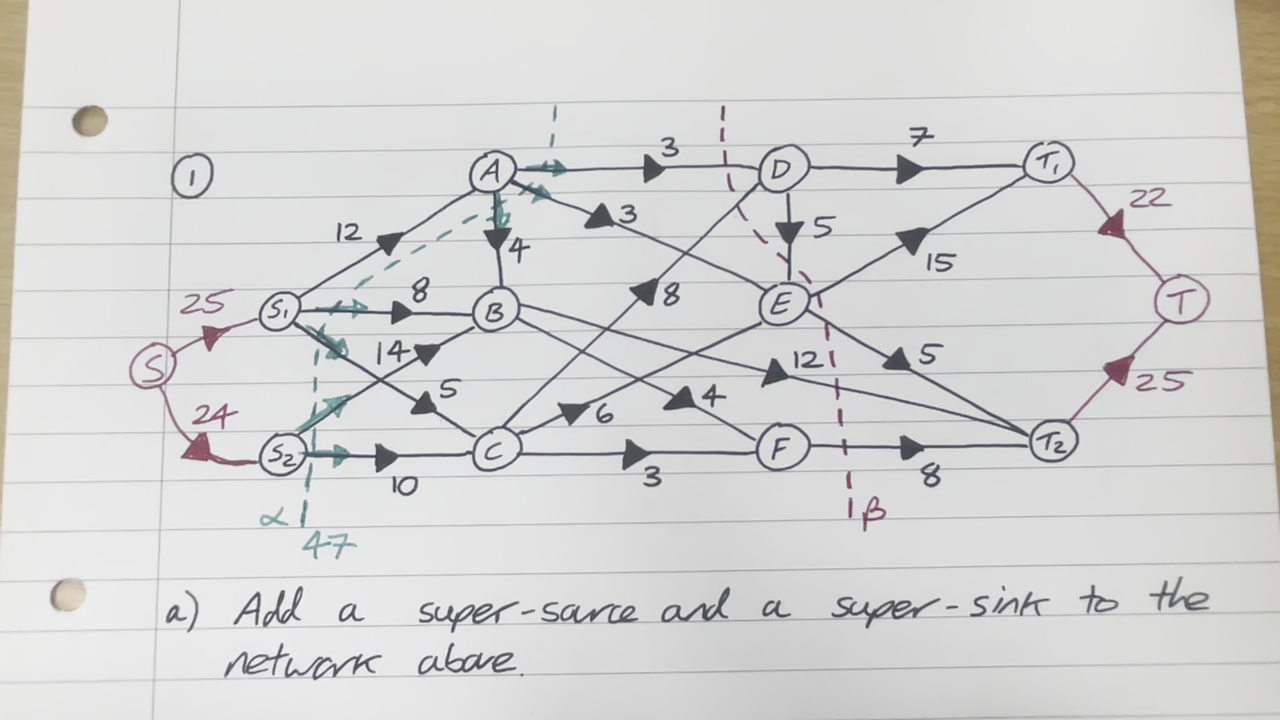 1
A 3 D 7 T1
22
12 3 5
4 15
25 8 8 T
S1 B E
S 14 12 5
5 4 25
24 6
S2 C F T2
10 3 8
α β
47
a) Add a super-sarce and a super-sink to the
network above.